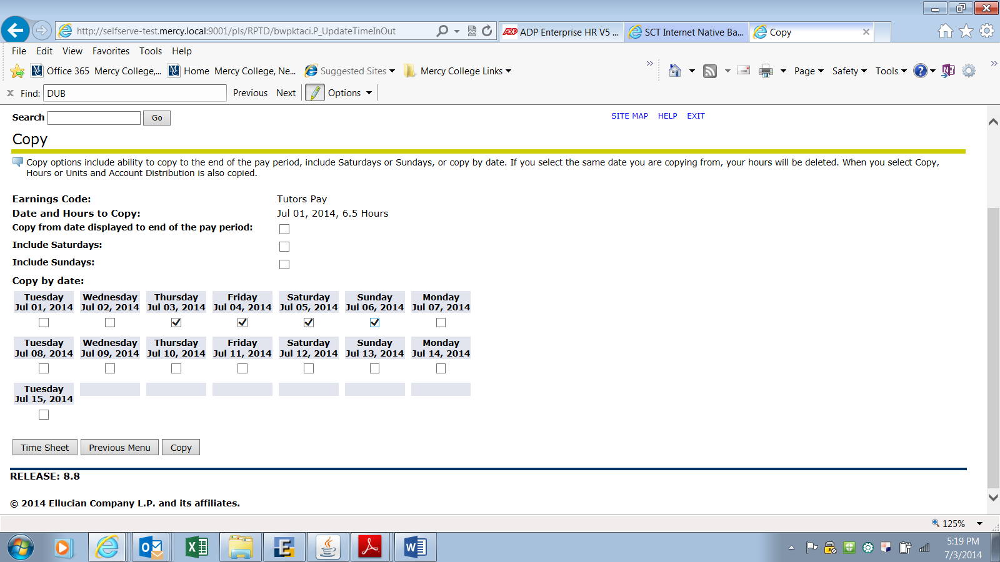 http://selfserve-test.mercy.local:9001/pls/RPTD/bwpktaci.P_UpdateTimeInOut
ADP ADP Enterprise HR V5 ...
SCT Internet Native Ba...
Copy
File Edit View Favorites Tools Help
Office 365 Mercy College,... Home Mercy College, Ne... Suggested Sites Mercy College Links
Page Safety Tools
Find: DUB Previous Next Options
Search Go
SITE MAP HELP EXIT
Copy
Copy options include ability to copy to the end of the pay period, include Saturdays or Sundays, or copy by date. If you select the same date you are copying from, your hours will be deleted. When you select Copy,
Hours or Units and Account Distribution is also copied.
Earnings Code: Tutors Pay
Date and Hours to Copy: Jul 01, 2014, 6.5 Hours
Copy from date displayed to end of the pay period:
Include Saturdays:
Include Sundays:
Copy by date:
Tuesday Wednesday Thursday Friday Saturday Sunday Monday
Jul 01, 2014 Jul 02, 2014 Jul 03, 2014 Jul 04, 2014 Jul 05, 2014 Jul 06, 2014 Jul 07, 2014
Tuesday Wednesday Thursday Friday Saturday Sunday Monday
Jul 08, 2014 Jul 09, 2014 Jul 10, 2014 Jul 11, 2014 Jul 12, 2014 Jul 13, 2014 Jul 14, 2014
Tuesday
Jul 15, 2014
Time Sheet Previous Menu Copy
RELEASE: 8.8
© 2014 Ellucian Company L.P. and its affiliates.
125%
5:19 PM
7/3/2014